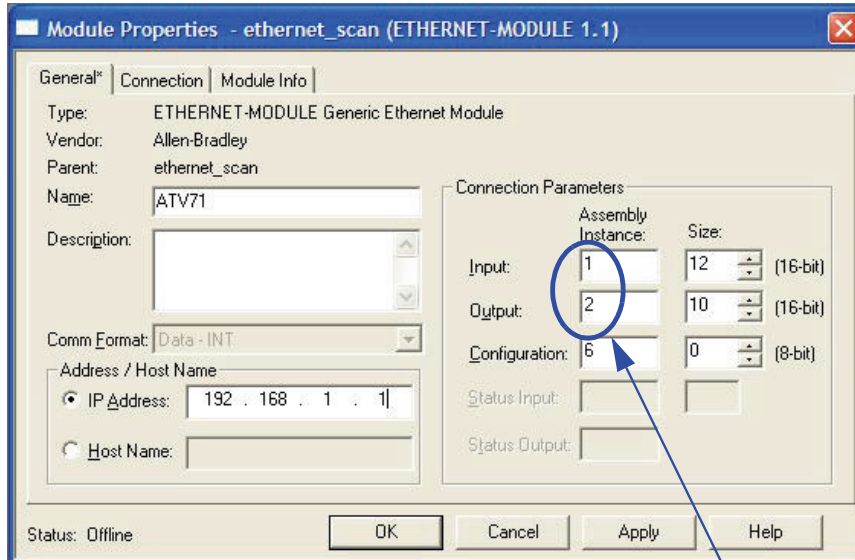 Module Properties - ethernet_scan (ETHERNET-MODULE 1.1)
General* Connection Module Info
Type: ETHERNET-MODULE Generic Ethernet Module
Vendor: Allen-Bradley
Parent: ethernet_scan
Name: ATV71
Description:
Comm Format: Data - INT
Address / Host Name
IP Address: 192 . 168 . 1 . 1
Host Name:
Connection Parameters
Assembly
Instance: Size:
Input: 1 12 (16-bit)
Output: 2 10 (16-bit)
Configuration: 6 0 (8-bit)
Status Input:
Status Output:
Status: Offline
OK Cancel Apply Help